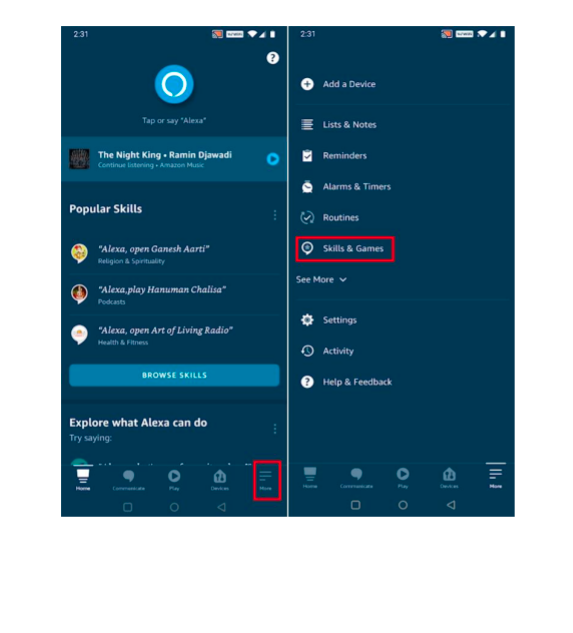 2:31
?
Tap or say "Alexa"
The Night King • Ramin Djawadi
Continue listening • Amazon Music
Popular Skills
"Alexa, open Ganesh Aarti"
Religion & Spirituality
"Alexa,play Hanuman Chalisa"
Podcasts
"Alexa, open Art of Living Radio"
Health & Fitness
BROWSE SKILLS
Explore what Alexa can do
Try saying:
Home Communicate Play Devices More
2:31
Add a Device
Lists & Notes
Reminders
Alarms & Timers
Routines
Skills & Games
See More
Settings
Activity
? Help & Feedback
Home Communicate Play Devices More